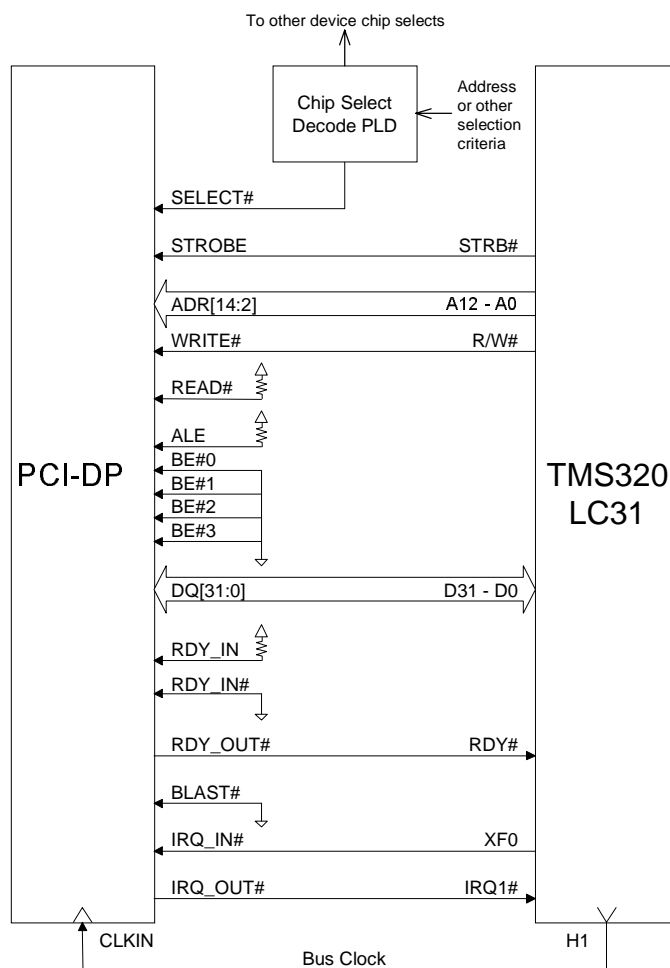 To other device chip selects
Chip Select
Decode PLD
Address
or other
selection
criteria
SELECT#
STROBE STRB#
ADR[14:2] A12 - A0
WRITE# R/W#
READ#
ALE
BE#0
BE#1
BE#2
BE#3
PCI-DP
TMS320
LC31
DQ[31:0] D31 - D0
RDY_IN
RDY_IN#
RDY_OUT# RDY#
BLAST#
IRQ_IN# XF0
IRQ_OUT# IRQ1#
CLKIN H1
Bus Clock